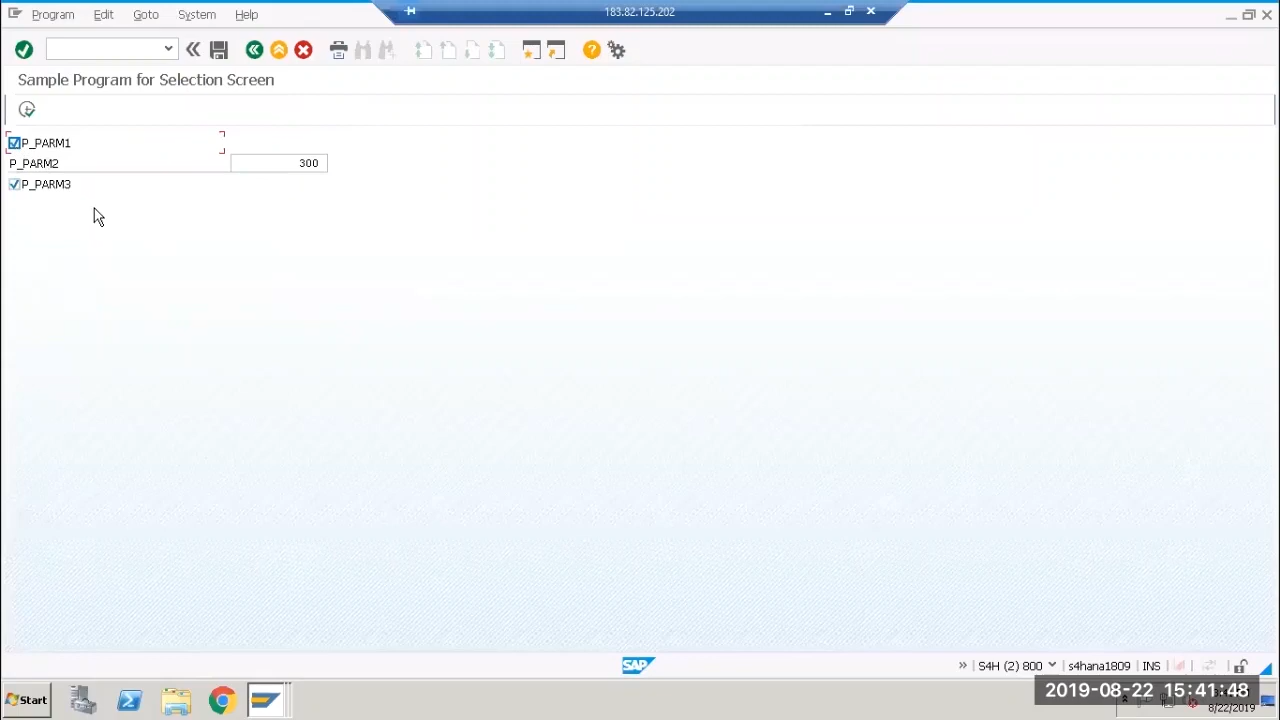 183.82.125.202
Program Edit Goto System Help
Sample Program for Selection Screen
P_PARM1
P_PARM2 300
P_PARM3
SAP
S4H (2) 800 s4hana1809 INS
Start
2019-08-22 15:41:48
8/22/2019